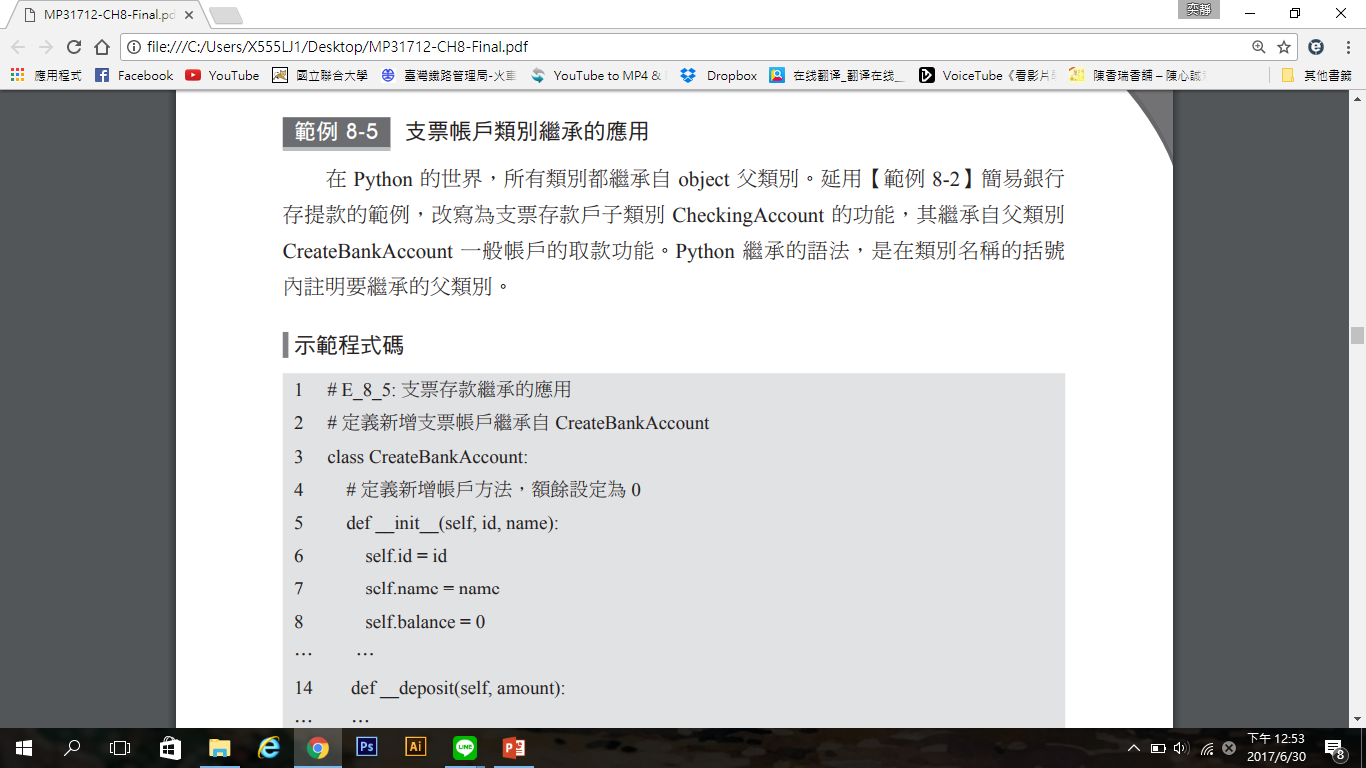 MP31712-CH8-Final.pd
奕靜
file:///C:/Users/X555LJ1/Desktop/MP31712-CH8-Final.pdf
應用程式 Facebook YouTube 國立聯合大學 臺灣鐵路管理局-火車 YouTube to MP4 & Dropbox 在线翻译_翻译在线_ VoiceTube《看影片 陳香瑞香鋪 – 陳心誠 其他書籤
範例 8-5 支票帳戶類別繼承的應用
在 Python 的世界，所有類別都繼承自 object 父類別。延用【範例 8-2】簡易銀行
存提款的範例，改寫為支票存款戶子類別 CheckingAccount 的功能，其繼承自父類別
CreateBankAccount 一般帳戶的取款功能。Python 繼承的語法，是在類別名稱的括號
內註明要繼承的父類別。
示範程式碼
1 # E_8_5: 支票存款繼承的應用
2 # 定義新增支票帳戶繼承自 CreateBankAccount
3 class CreateBankAccount:
4 # 定義新增帳戶方法，額餘設定為 0
5 def __init__(self, id, name):
6 self.id = id
7 self.name = name
8 self.balance = 0
… …
14 def __deposit(self, amount):
… …
Ps Ai LINE P
下午 12:53
2017/6/30
8